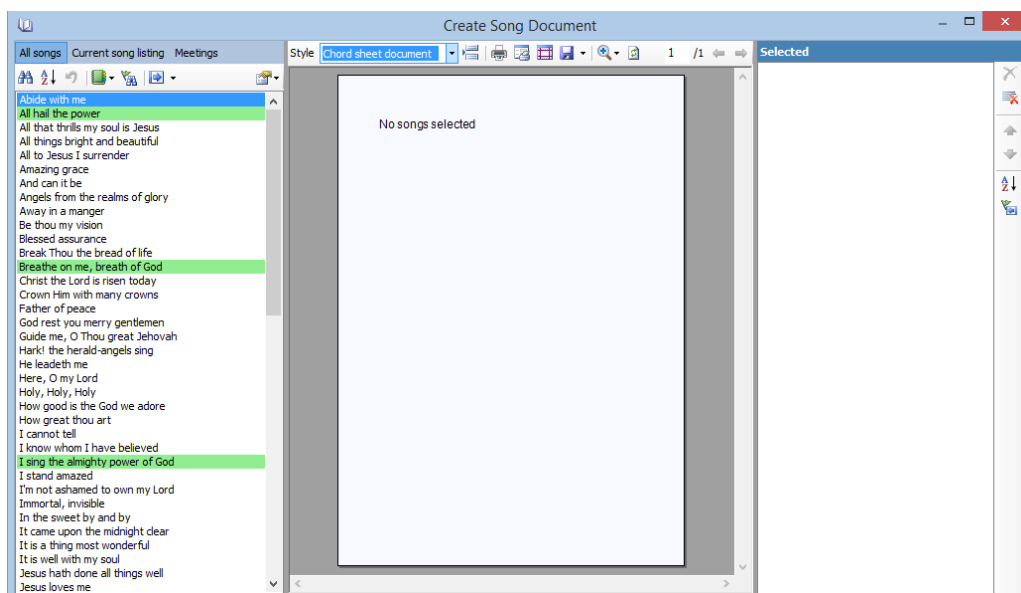 Create Song Document
All songs Current song listing Meetings
Style Chord sheet document 1 /1
Selected
Abide with me
All hail the power
All that thrills my soul is Jesus
All things bright and beautiful
All to Jesus I surrender
Amazing grace
And can it be
Angels from the realms of glory
Away in a manger
Be thou my vision
Blessed assurance
Break Thou the bread of life
Breathe on me, breath of God
Christ the Lord is risen today
Crown Him with many crowns
Father of peace
God rest you merry gentlemen
Guide me, O Thou great Jehovah
Hark! the herald-angels sing
He leadeth me
Here, O my Lord
Holy, Holy, Holy
How good is the God we adore
How great thou art
I cannot tell
I know whom I have believed
I sing the almighty power of God
I stand amazed
I'm not ashamed to own my Lord
Immortal, invisible
In the sweet by and by
It came upon the midnight clear
It is a thing most wonderful
It is well with my soul
Jesus hath done all things well
Jesus loves me
No songs selected